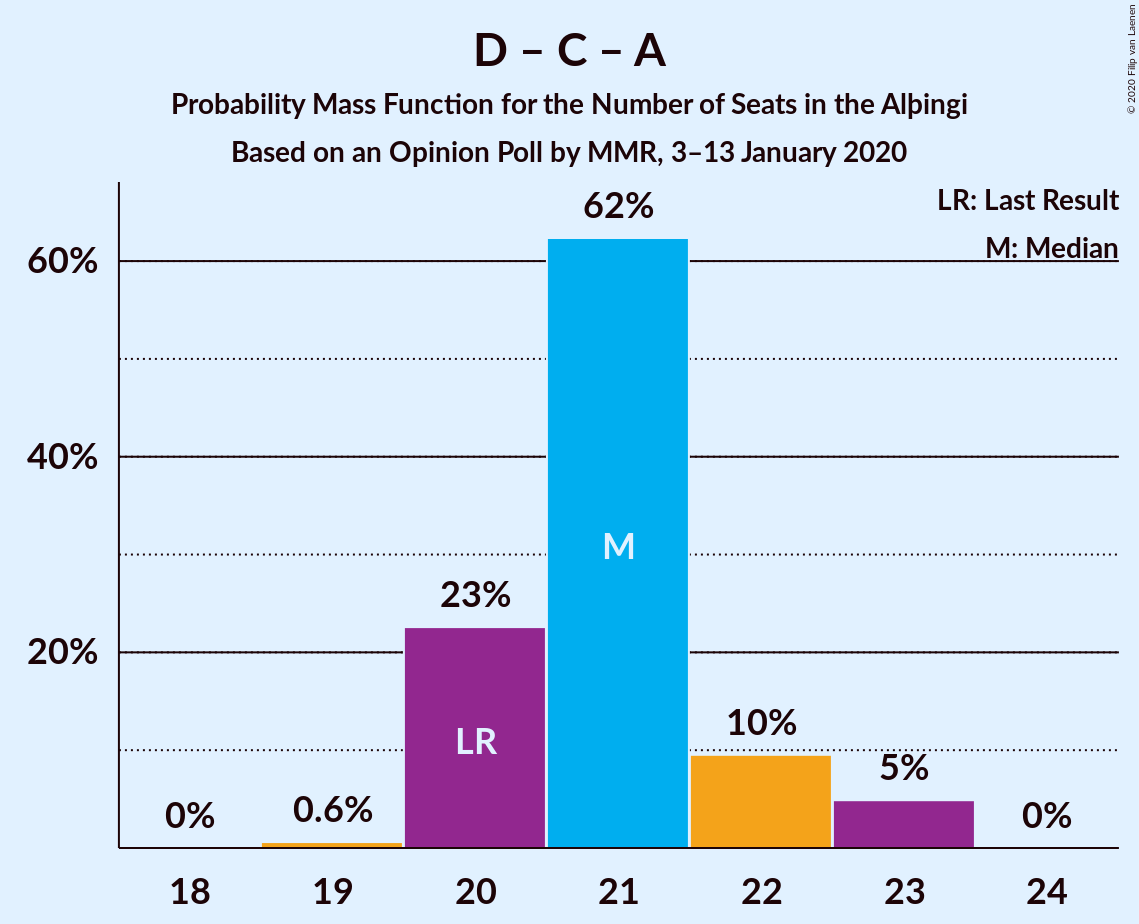 D – C – A
Probability Mass Function for the Number of Seats in the Alþingi
Based on an Opinion Poll by MMR, 3–13 January 2020
© 2020 Filip van Laenen
LR: Last Result
M: Median
62%
60%
40%
20%
M
23%
LR
10%
5%
0%
0.6%
0%
18 19 20 21 22 23 24